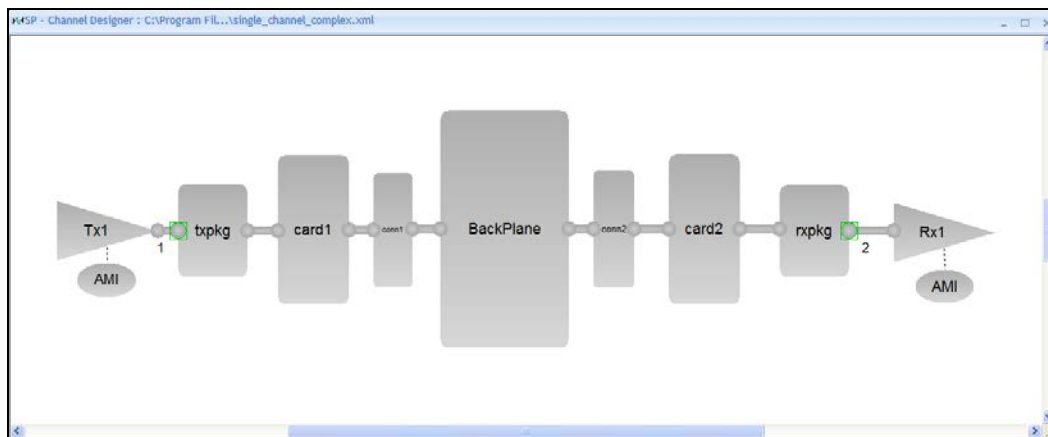 SP - Channel Designer : C:\Program Fil...\single_channel_complex.xml
Tx1
1
txpkg
card1
conn1
BackPlane
conn2
card2
rxpkg
2
Rx1
AMI
AMI